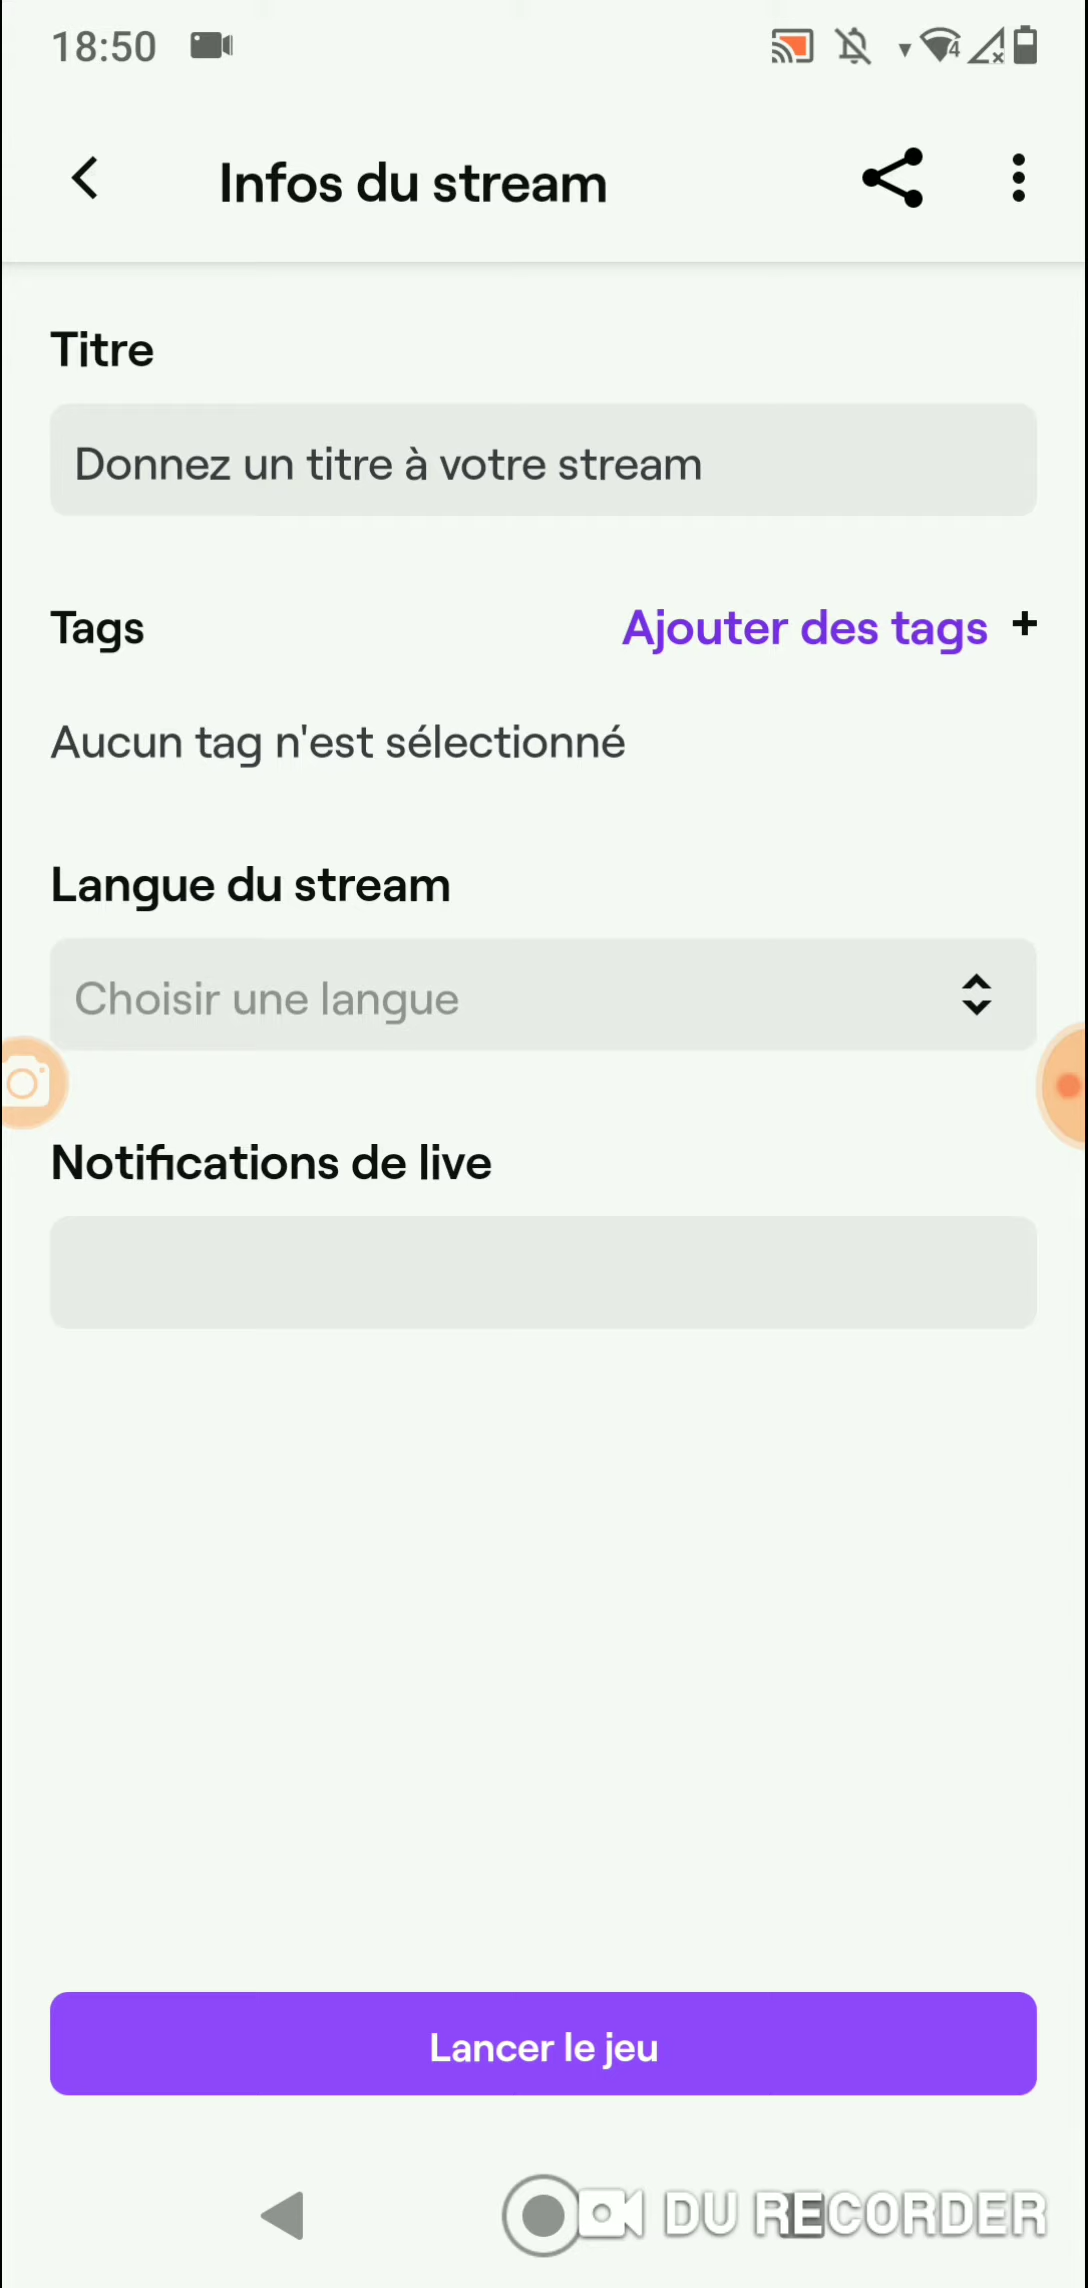 18:50
4
Infos du stream
Titre
Donnez un titre à votre stream
Tags
Ajouter des tags +
Aucun tag n'est sélectionné
Langue du stream
Choisir une langue
Notifications de live
Lancer le jeu
DU RECORDER